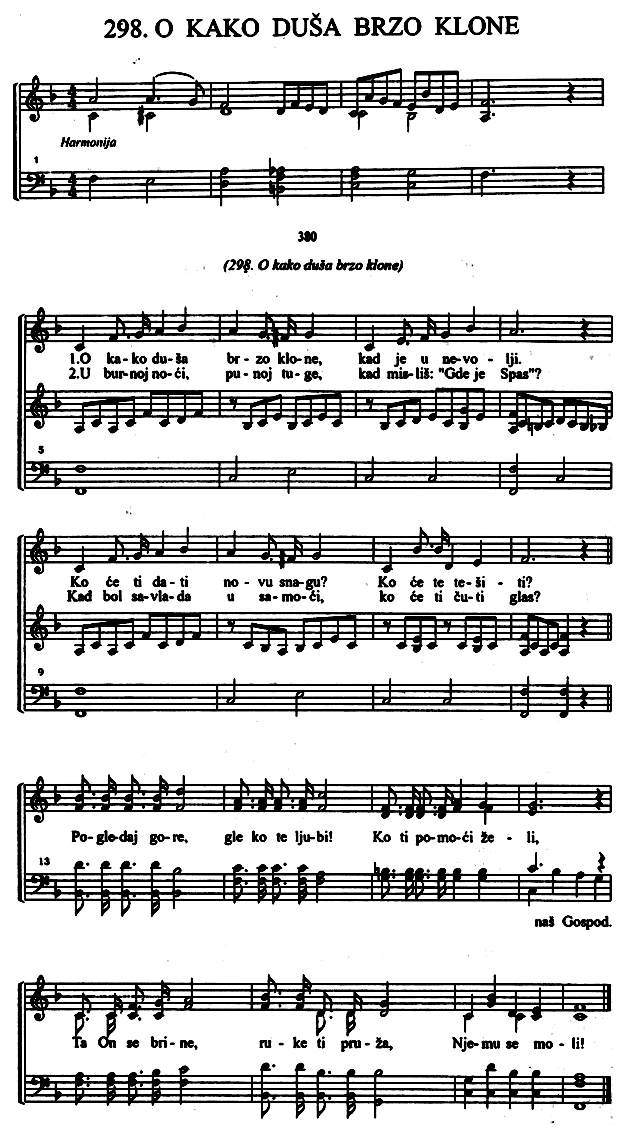 298. O KAKO DUŠA BRZO KLONE
Harmonija
1
380
(298. O kako duša brzo klone)
1.O ka-ko du-ša br-zo klo-ne, kad je u ne-vo-lji.
2.U bur-noj no-ći, pu-noj tu-ge, kad mis-liš: "Gde je Spas"?
5
Ko će ti da-ti no-vu sna-gu? Ko će te te-ši-ti?
Kad bol sa-vla-da u sa-mo-ći, ko će ti ču-ti glas?
9
Po-gle-daj go-re, gle ko te lju-bi! Ko ti po-mo-ći že-li,
13
naš Gospod.
Ta On se bri-ne, ru-ke ti pru-ža, Nje-mu se mo-li!